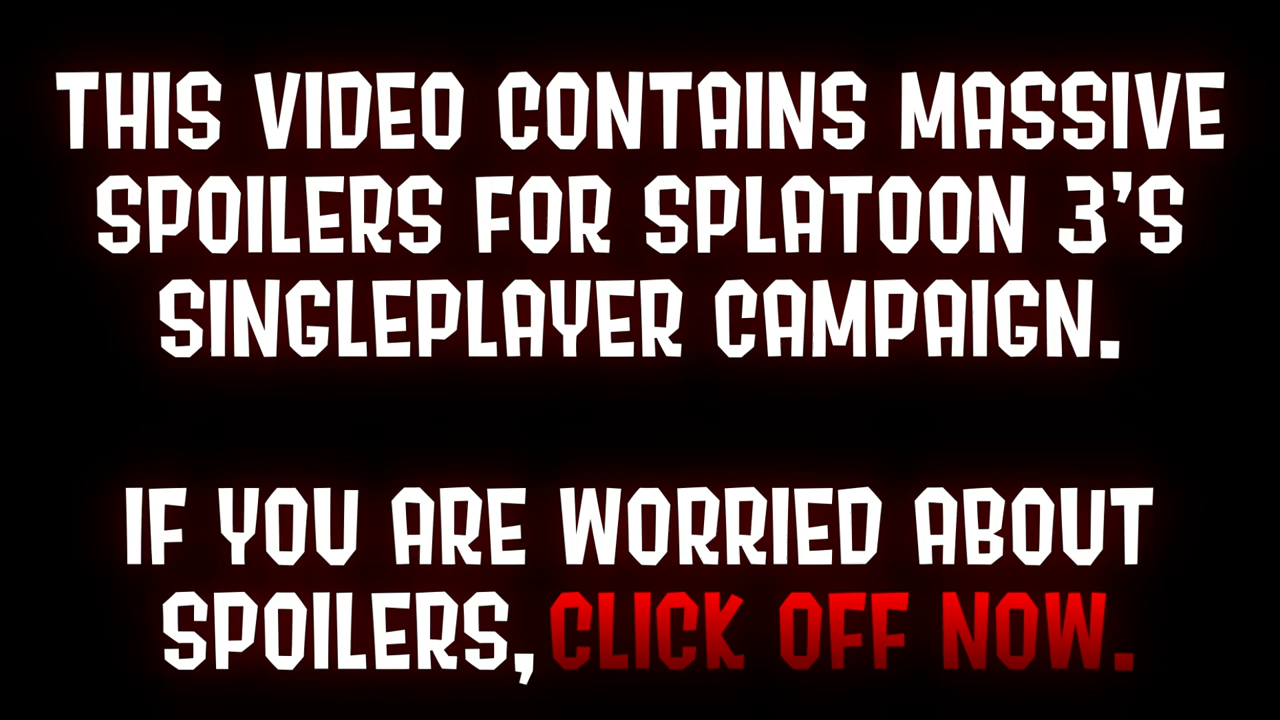 THIS VIDEO CONTAINS MASSIVE
SPOILERS FOR SPLATOON 3'S
SINGLEPLAYER CAMPAIGN.
IF YOU ARE WORRIED ABOUT
SPOILERS, CLICK OFF NOW.